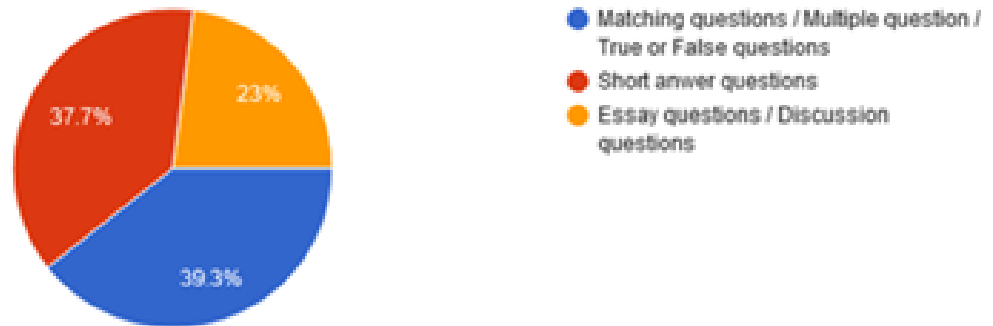 23%
37.7%
39.3%
Matching questions / Multiple question /
True or False questions
Short anwer questions
Essay questions / Discussion
questions